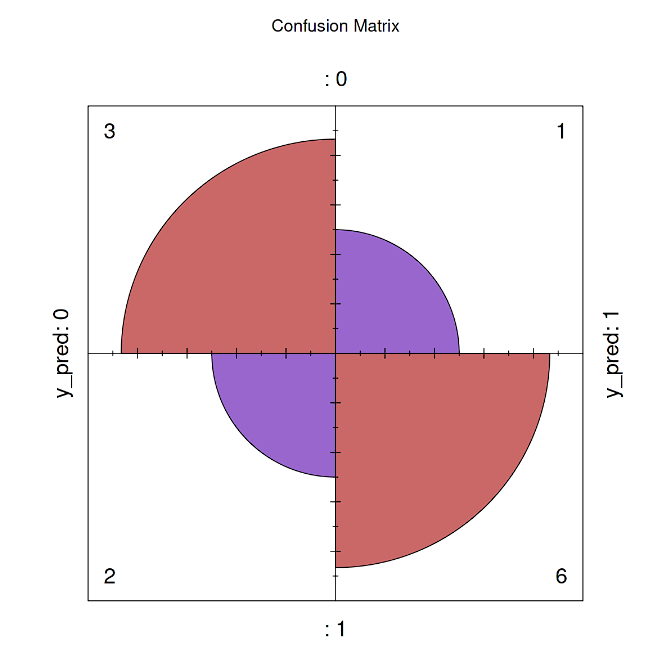 Confusion Matrix
: 0
3
1
y_pred: 0
y_pred: 1
2
6
: 1